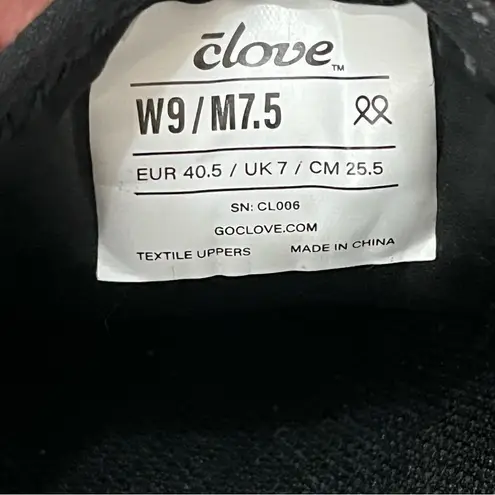 clove™
W9/M7.5
EUR 40.5 / UK 7 / CM 25.5
SN: CL006
GOCLOVE.COM
TEXTILE UPPERS MADE IN CHINA